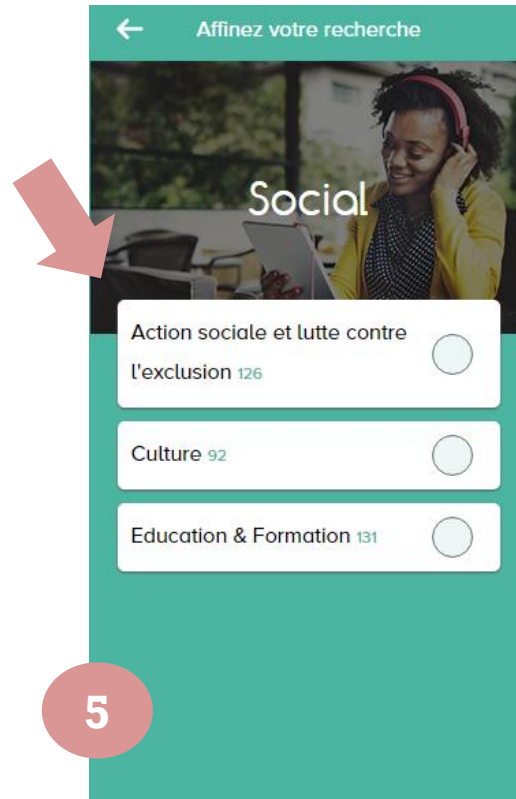 Affinez votre recherche
Social
Action sociale et lutte contre
l'exclusion 126
Culture 92
Education & Formation 131
5